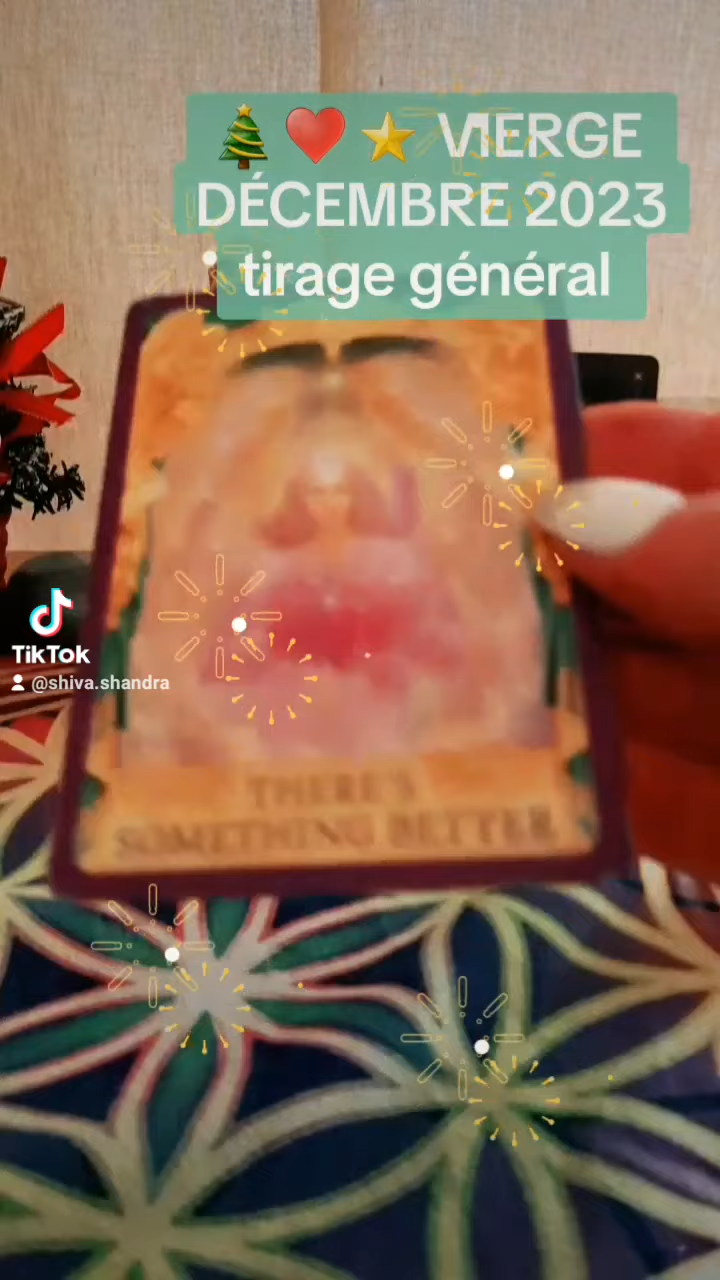 🎄❤️⭐ VIERGE
DÉCEMBRE 2023
tirage général
TikTok
@shiva.shandra
THERE'S
SOMETHING BETTER